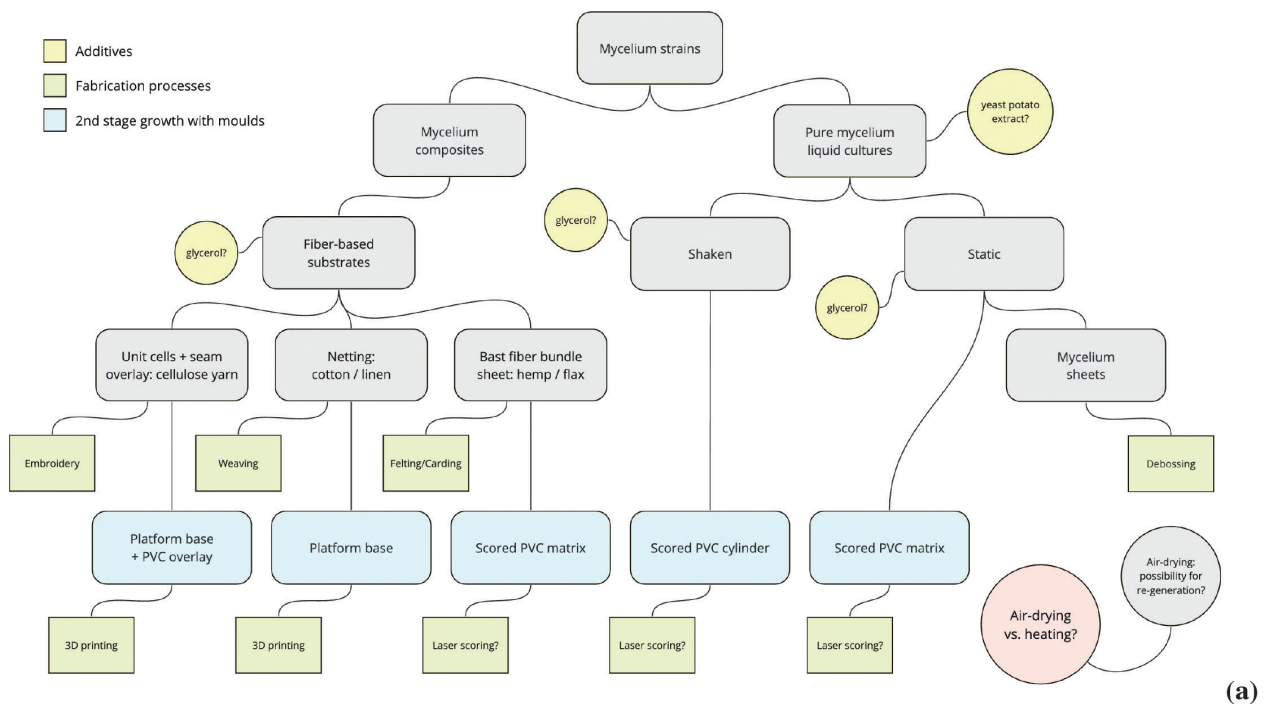 Mycelium strains
Additives
Fabrication processes
2nd stage growth with moulds
yeast potato
extract?
Mycelium
composites
Pure mycelium
liquid cultures
glycerol?
Fiber-based
substrates
glycerol?
Shaken
Static
glycerol?
Unit cells + seam
overlay: cellulose yarn
Netting:
cotton / linen
Bast fiber bundle
sheet: hemp / flax
Mycelium
sheets
Embroidery
Weaving
Felting/Carding
Debossing
Platform base
+ PVC overlay
Platform base
Scored PVC matrix
Scored PVC cylinder
Scored PVC matrix
Air-drying:
possibility for
re-generation?
Air-drying
vs. heating?
3D printing
3D printing
Laser scoring?
Laser scoring?
Laser scoring?
(a)